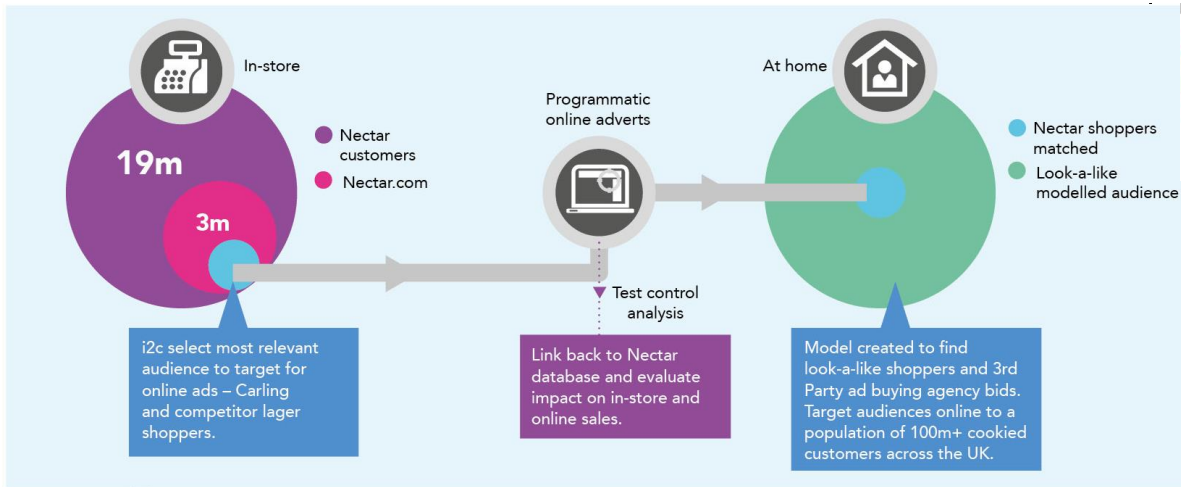 In-store
19m
3m
Nectar
customers
Nectar.com
i2c select most relevant
audience to target for
online ads – Carling
and competitor lager
shoppers.
Programmatic
online adverts
Test control
analysis
Link back to Nectar
database and evaluate
impact on in-store and
online sales.
At home
Nectar shoppers
matched
Look-a-like
modelled audience
Model created to find
look-a-like shoppers and 3rd
Party ad buying agency bids.
Target audiences online to a
population of 100m+ cookied
customers across the UK.